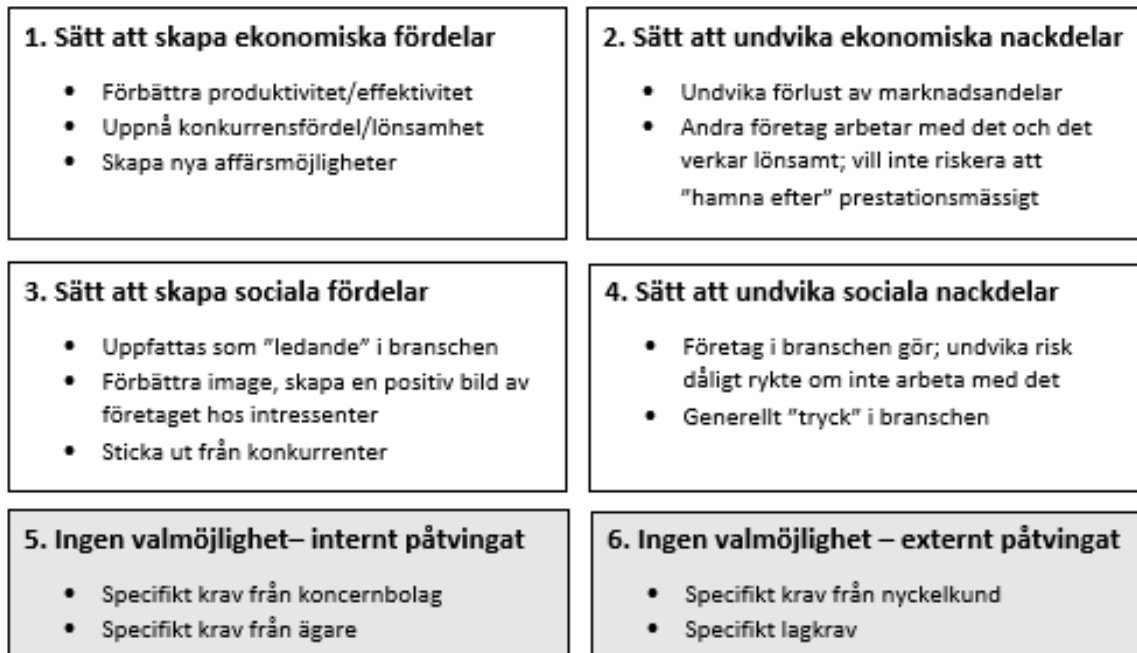 1. Sätt att skapa ekonomiska fördelar
• Förbättra produktivitet/effektivitet
• Uppnå konkurrensfördel/lönsamhet
• Skapa nya affärsmöjligheter
2. Sätt att undvika ekonomiska nackdelar
• Undvika förlust av marknadsandelar
• Andra företag arbetar med det och det
verkar lönsamt; vill inte riskera att
”hamna efter” prestationsmässigt
3. Sätt att skapa sociala fördelar
• Uppfattas som ”ledande” i branschen
• Förbättra image, skapa en positiv bild av
företaget hos intressenter
• Sticka ut från konkurrenter
4. Sätt att undvika sociala nackdelar
• Företag i branschen gör; undvika risk
dåligt rykte om inte arbeta med det
• Generellt ”tryck” i branschen
5. Ingen valmöjlighet– internt påtvingat
• Specifikt krav från koncernbolag
• Specifikt krav från ägare
6. Ingen valmöjlighet – externt påtvingat
• Specifikt krav från nyckelkund
• Specifikt lagkrav